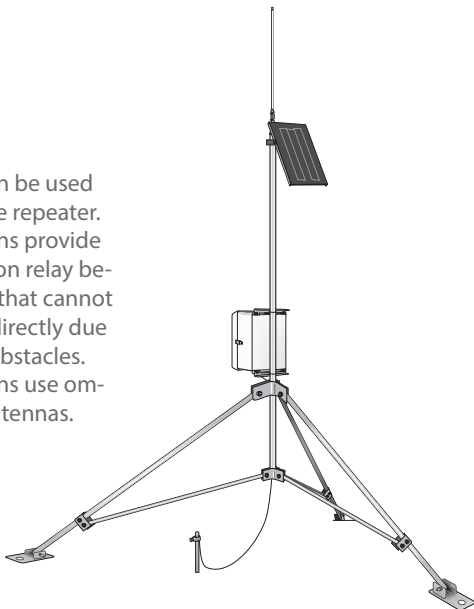 n be used
e repeater.
ns provide
on relay be-
that cannot
directly due
bstacles.
ns use om-
tennas.